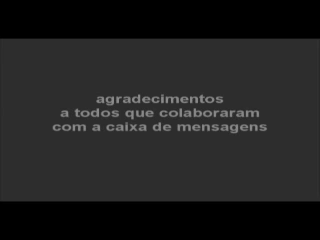 agradecimentos
a todos que colaboraram
com a caixa de mensagens